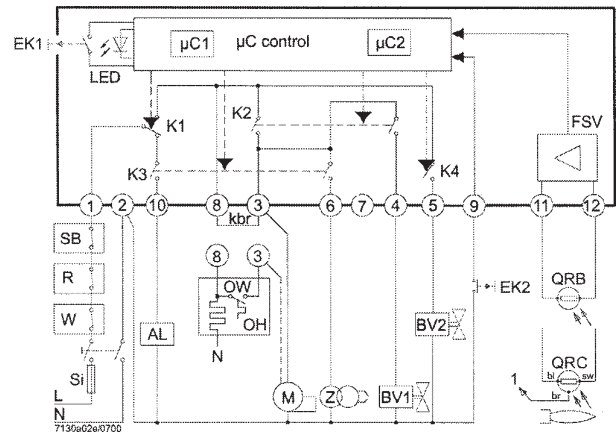 EK1
LED
µC1 µC control µC2
K1 K2
FSV
K3 K4
1 2 10 8 3 6 7 4 5 9 11 12
kbr
SB
8 3
QRB
R
OW
EK2
W
AL
OH
BV2
Si
N
QRC
bl sw
L
M Z BV1
1 br
N
7130a02e/0700